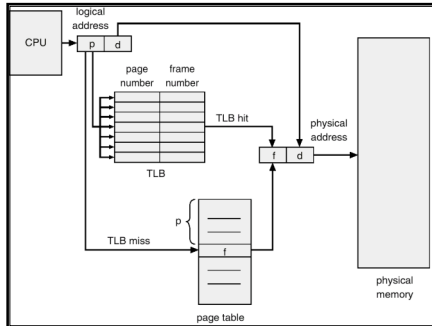 logical
address
CPU
p d
page
number
frame
number
TLB hit
physical
address
f d
TLB
p
TLB miss
f
physical
memory
page table